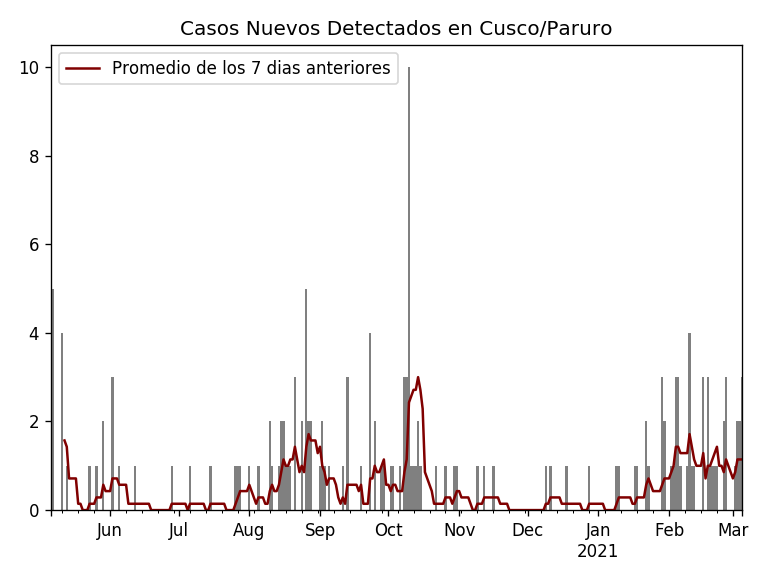 Casos Nuevos Detectados en Cusco/Paruro
Promedio de los 7 dias anteriores
10
8
6
4
2
0
Jun Jul Aug Sep Oct Nov Dec Jan Feb Mar
2021